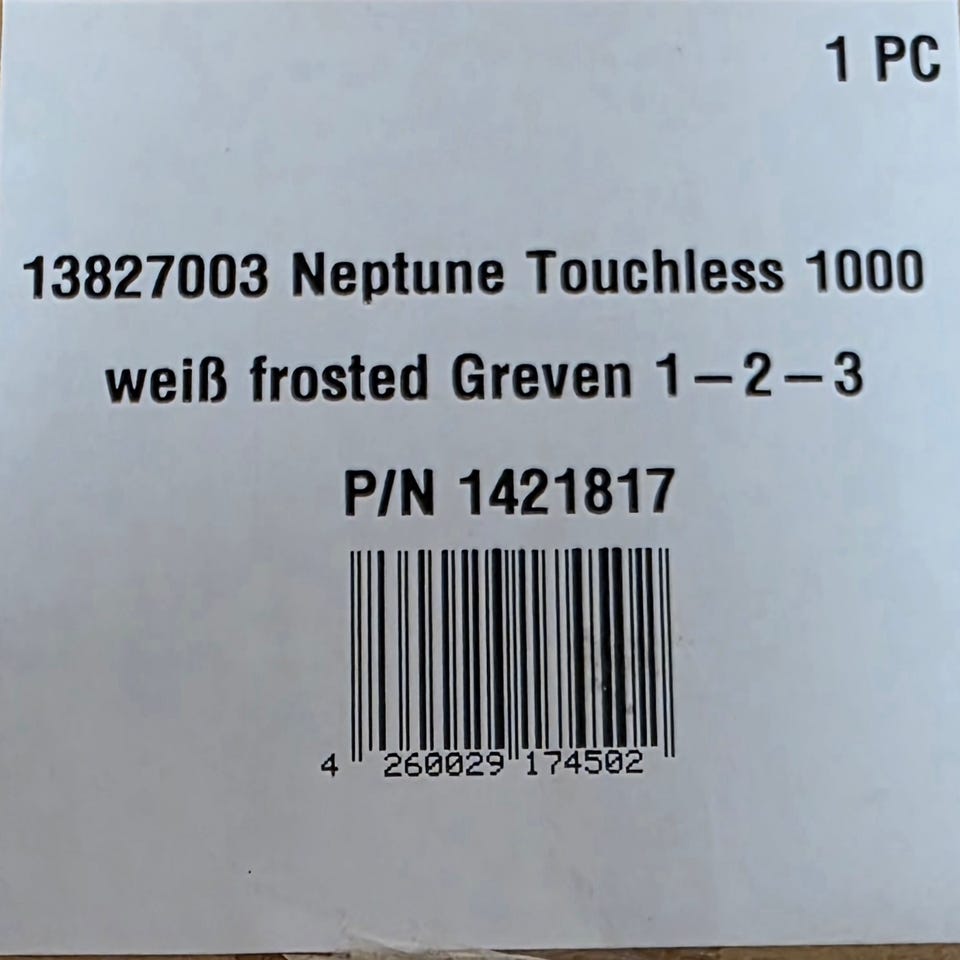 1 PC
13827003 Neptune Touchless 1000
weiß frosted Greven 1-2-3
P/N 1421817
4 260029 174502